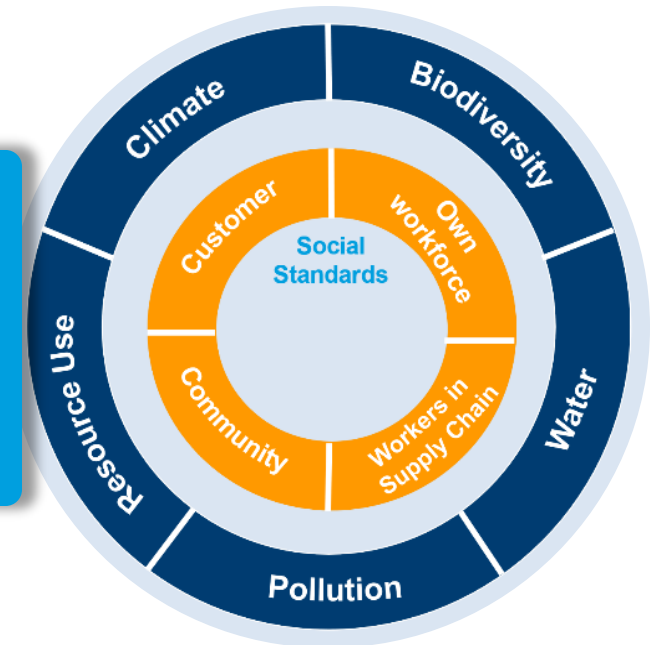 Climate
Biodiversity
Customer
Own
workforce
Social
Standards
Resource Use
Community
Workers in
Supply Chain
Water
Pollution